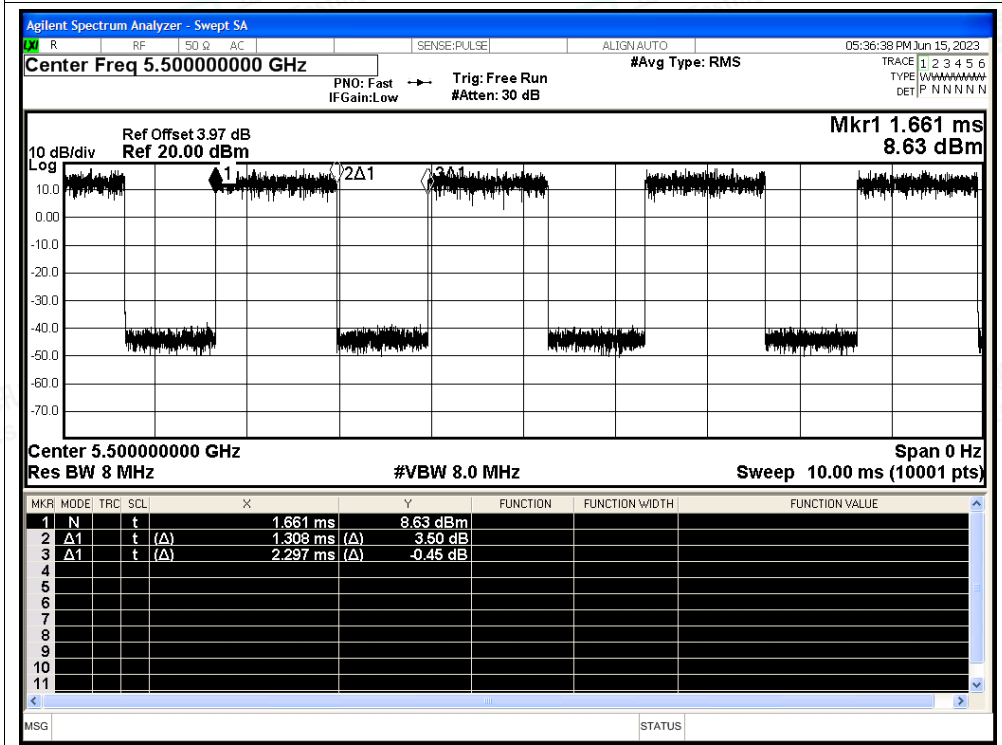 Agilent Spectrum Analyzer - Swept SA
LXI R RF 50 Ω AC SENSE:PULSE ALIGN AUTO 05:36:38 PM Jun 15, 2023
Center Freq 5.500000000 GHz #Avg Type: RMS TRACE 1 2 3 4 5 6
PNO: Fast Trig: Free Run TYPE WWWWWW
IFGain:Low #Atten: 30 dB DET P N N N N N
Mkr1 1.661 ms
8.63 dBm
Ref Offset 3.97 dB
10 dB/div Ref 20.00 dBm
Log
1 2Δ1 3Δ1
10.0
0.00
-10.0
-20.0
-30.0
-40.0
-50.0
-60.0
-70.0
Center 5.500000000 GHz Span 0 Hz
Res BW 8 MHz #VBW 8.0 MHz Sweep 10.00 ms (10001 pts)
MKR MODE TRC SCL X Y FUNCTION FUNCTION WIDTH FUNCTION VALUE
1 N t 1.661 ms 8.63 dBm
2 Δ1 t (Δ) 1.308 ms (Δ) 3.50 dB
3 Δ1 t (Δ) 2.297 ms (Δ) -0.45 dB
4
5
6
7
8
9
10
11
MSG STATUS